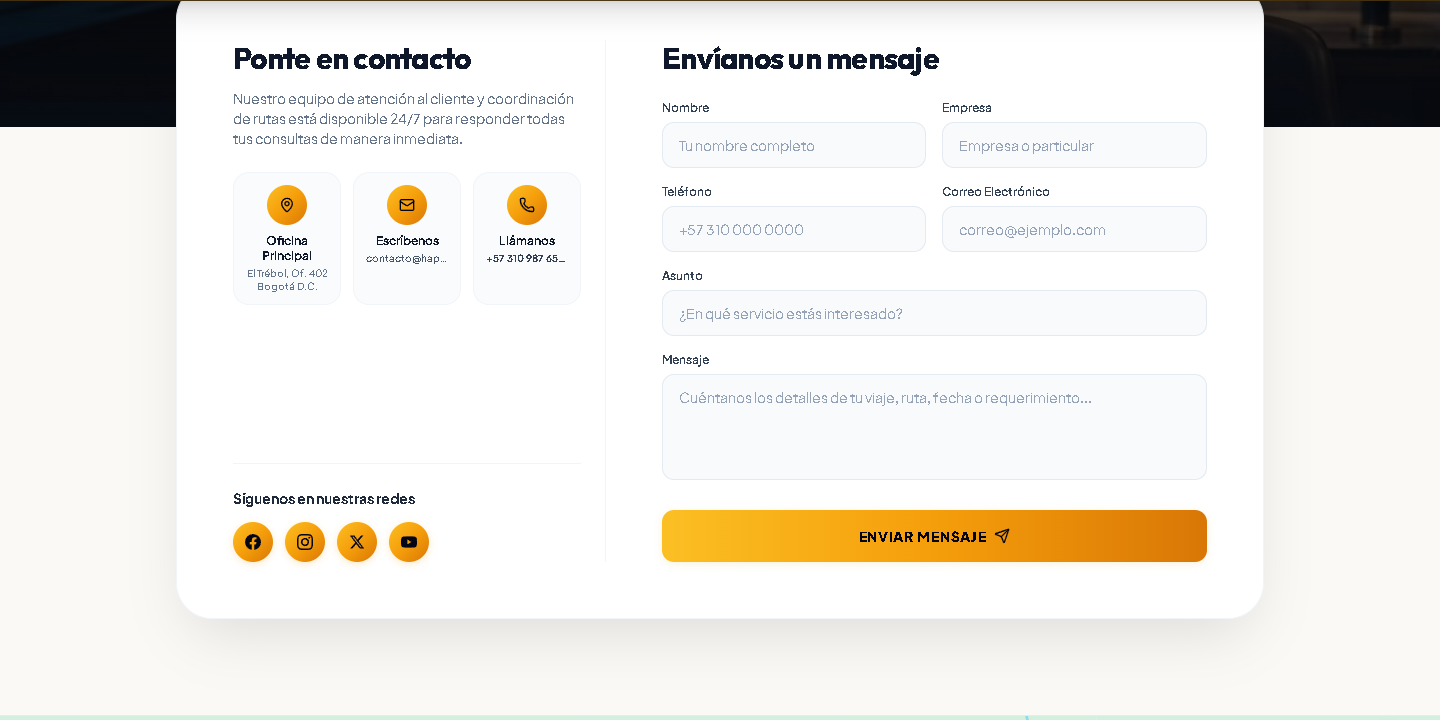 Ponte en contacto
Nuestro equipo de atención al cliente y coordinación
de rutas está disponible 24/7 para responder todas
tus consultas de manera inmediata.
Oficina
Principal
El Trébol, Of. 402
Bogotá D.C.
Escríbenos
contacto@hap...
Llámanos
+57 310 987 65...
Síguenos en nuestras redes
Envíanos un mensaje
Nombre
Empresa
Tu nombre completo
Empresa o particular
Teléfono
Correo Electrónico
+57 310 000 0000
correo@ejemplo.com
Asunto
¿En qué servicio estás interesado?
Mensaje
Cuéntanos los detalles de tu viaje, ruta, fecha o requerimiento...
ENVIAR MENSAJE